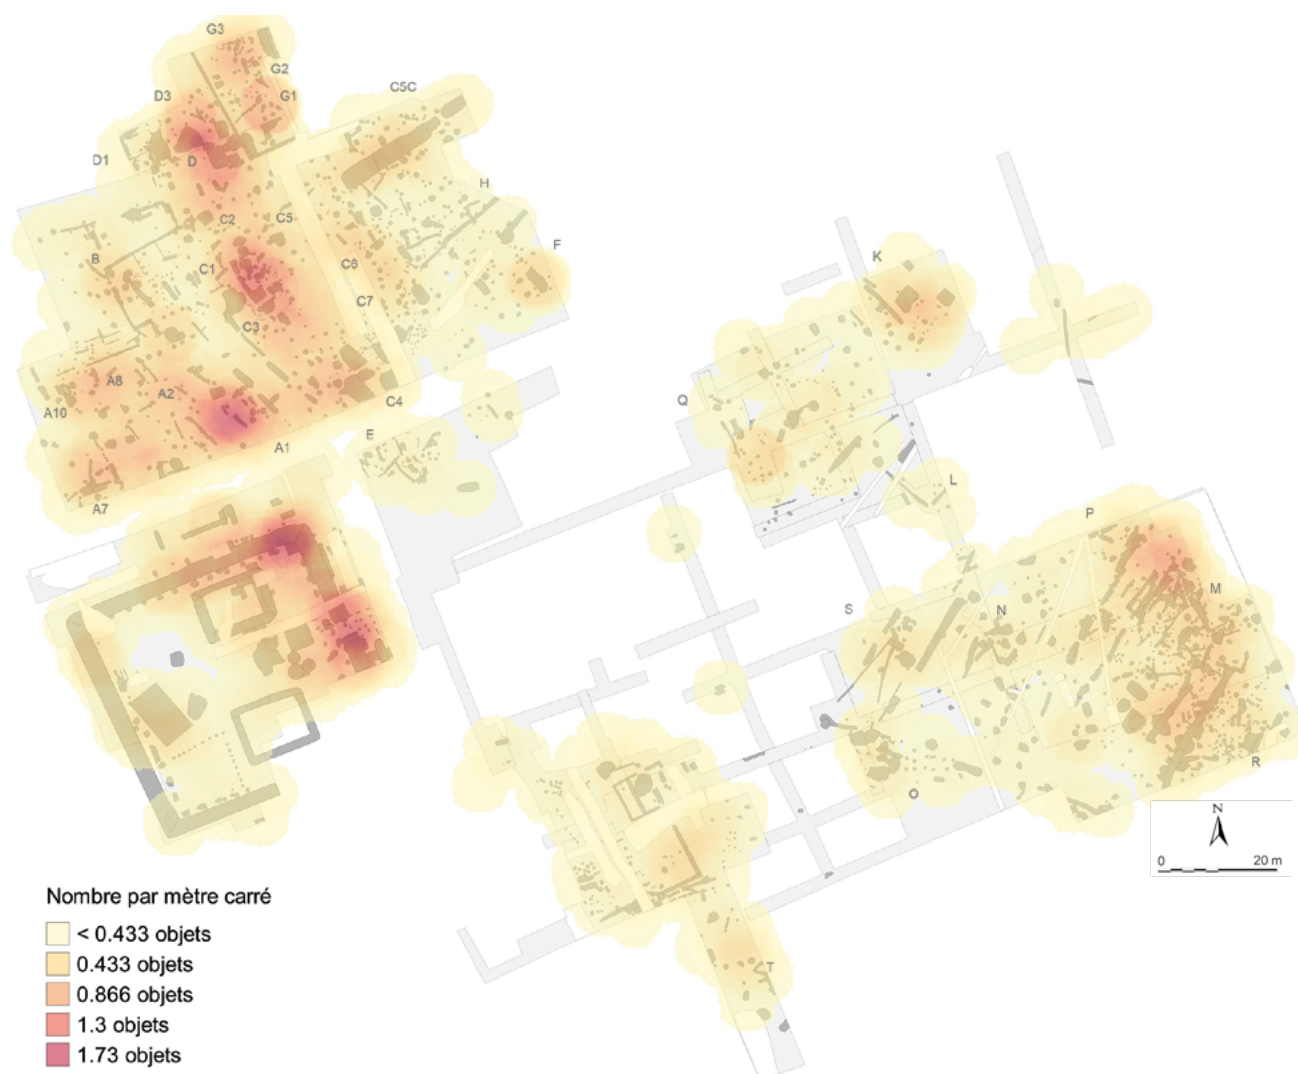 G3
G2
D3
G1
C5C
D1
D
H
C2
C5
F
B
C1
C6
K
C7
C3
A8
A2
A10
C4
Q
E
A1
L
A7
P
M
S
N
R
O
T
N
0 20 m
Nombre par mètre carré
< 0.433 objets
0.433 objets
0.866 objets
1.3 objets
1.73 objets